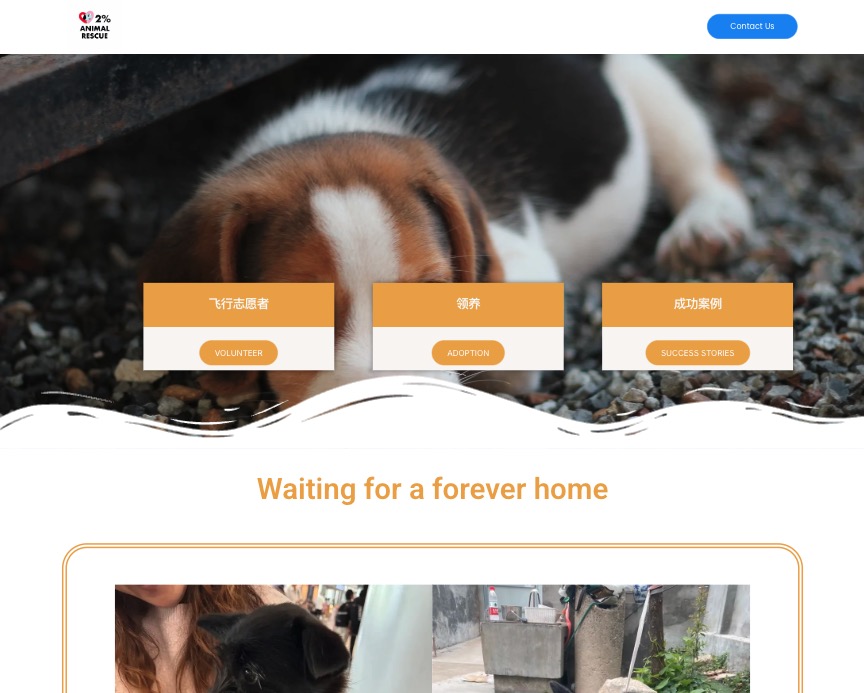 2%
ANIMAL
RESCUE
Contact Us
飞行志愿者
领养
成功案例
VOLUNTEER
ADOPTION
SUCCESS STORIES
Waiting for a forever home